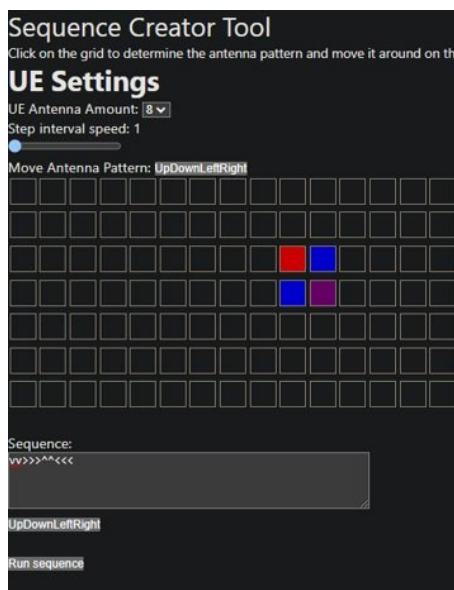 Sequence Creator Tool
Click on the grid to determine the antenna pattern and move it around on th
UE Settings
UE Antenna Amount: 8
Step interval speed: 1
Move Antenna Pattern: UpDownLeftRight
Sequence:
vv>>>^^<<<
UpDownLeftRight
Run sequence